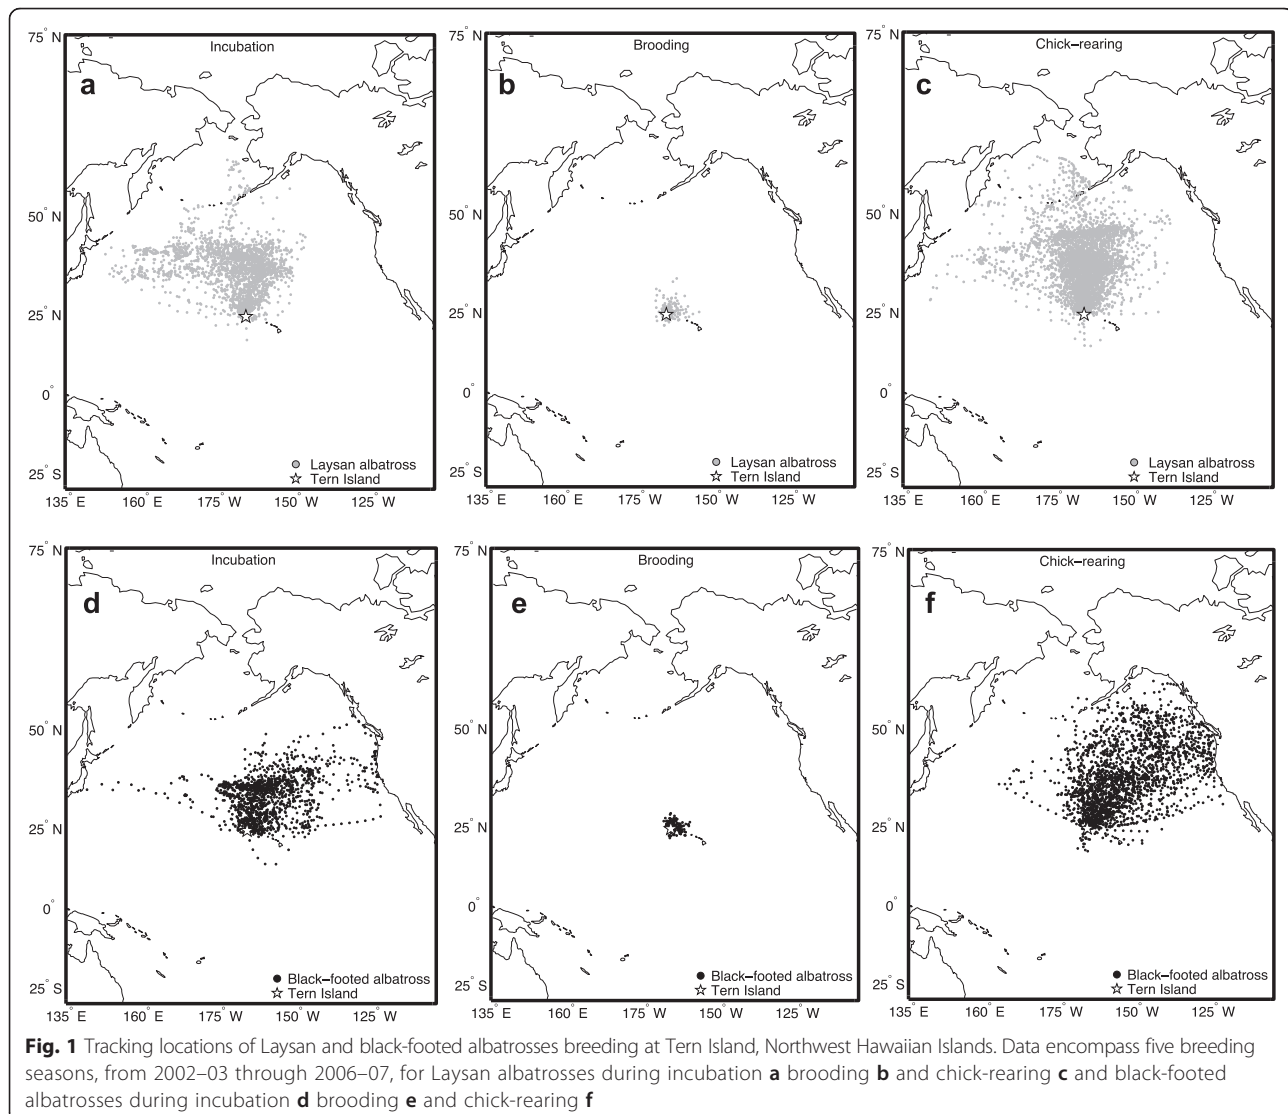 Incubation
a
75° N
50° N
25° N
0°
25° S
135° E
160° E
175° W
150° W
125° W
Laysan albatross
Tern Island
Brooding
b
75° N
50° N
25° N
0°
25° S
135° E
160° E
175° W
150° W
125° W
Laysan albatross
Tern Island
Chick–rearing
c
75° N
50° N
25° N
0°
25° S
135° E
160° E
175° W
150° W
125° W
Laysan albatross
Tern Island
Incubation
d
75° N
50° N
25° N
0°
25° S
135° E
160° E
175° W
150° W
125° W
Black–footed albatross
Tern Island
Brooding
e
75° N
50° N
25° N
0°
25° S
135° E
160° E
175° W
150° W
125° W
Black–footed albatross
Tern Island
Chick–rearing
f
75° N
50° N
25° N
0°
25° S
135° E
160° E
175° W
150° W
125° W
Black–footed albatross
Tern Island
Fig. 1 Tracking locations of Laysan and black-footed albatrosses breeding at Tern Island, Northwest Hawaiian Islands. Data encompass five breeding
seasons, from 2002–03 through 2006–07, for Laysan albatrosses during incubation a brooding b and chick-rearing c and black-footed
albatrosses during incubation d brooding e and chick-rearing f